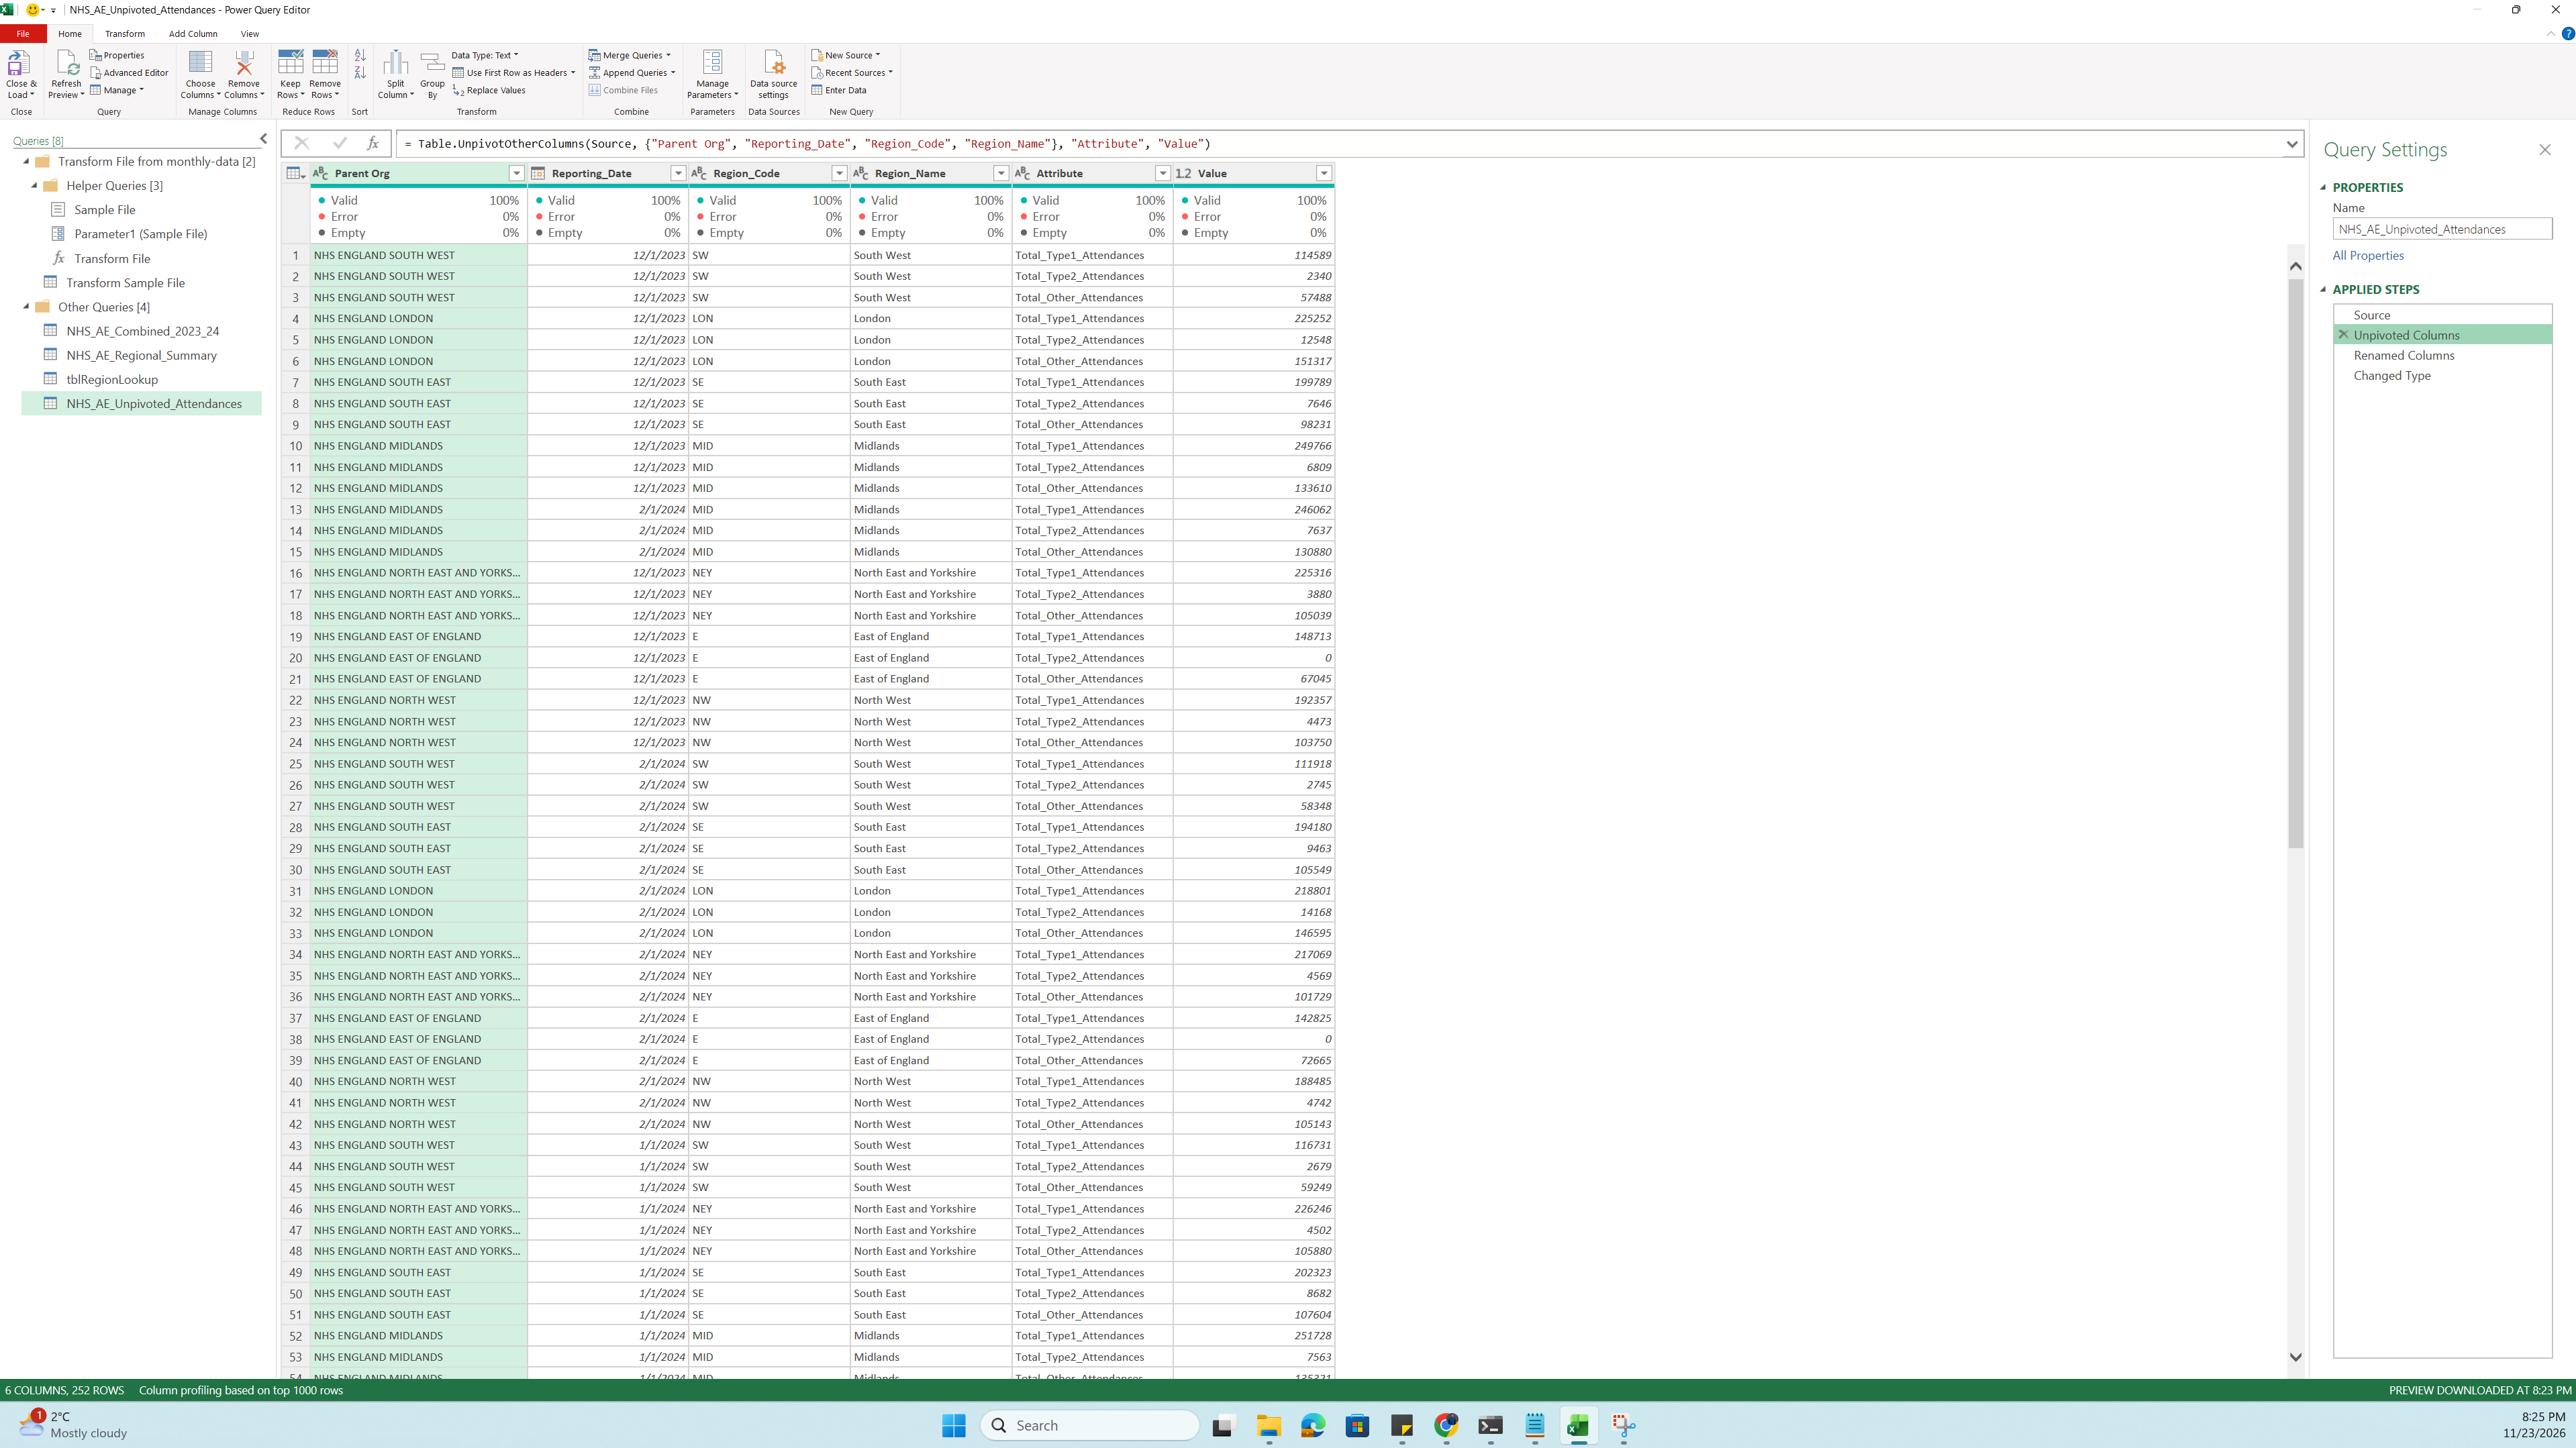 NHS_AE_Unpivoted_Attendances - Power Query Editor
File Home Transform Add Column View
Close & Load
Close
Refresh Preview
Properties
Advanced Editor
Manage
Query
Choose Columns
Remove Columns
Manage Columns
Keep Rows
Remove Rows
Reduce Rows
Sort
Split Column
Group By
Data Type: Text
Use First Row as Headers
Replace Values
Transform
Merge Queries
Append Queries
Combine Files
Combine
Manage Parameters
Parameters
Data source settings
Data Sources
New Source
Recent Sources
Enter Data
New Query
Queries [8]
Transform File from monthly-data [2]
Helper Queries [3]
Sample File
Parameter1 (Sample File)
Transform File
Transform Sample File
Other Queries [4]
NHS_AE_Combined_2023_24
NHS_AE_Regional_Summary
tblRegionLookup
NHS_AE_Unpivoted_Attendances
= Table.UnpivotOtherColumns(Source, {"Parent Org", "Reporting_Date", "Region_Code", "Region_Name"}, "Attribute", "Value")
Parent Org Reporting_Date Region_Code Region_Name Attribute 1.2 Value
Valid 100% Valid 100% Valid 100% Valid 100% Valid 100% Valid 100%
Error 0% Error 0% Error 0% Error 0% Error 0% Error 0%
Empty 0% Empty 0% Empty 0% Empty 0% Empty 0% Empty 0%
1 NHS ENGLAND SOUTH WEST 12/1/2023 SW South West Total_Type1_Attendances 114589
2 NHS ENGLAND SOUTH WEST 12/1/2023 SW South West Total_Type2_Attendances 2340
3 NHS ENGLAND SOUTH WEST 12/1/2023 SW South West Total_Other_Attendances 57488
4 NHS ENGLAND LONDON 12/1/2023 LON London Total_Type1_Attendances 225252
5 NHS ENGLAND LONDON 12/1/2023 LON London Total_Type2_Attendances 12548
6 NHS ENGLAND LONDON 12/1/2023 LON London Total_Other_Attendances 151317
7 NHS ENGLAND SOUTH EAST 12/1/2023 SE South East Total_Type1_Attendances 199789
8 NHS ENGLAND SOUTH EAST 12/1/2023 SE South East Total_Type2_Attendances 7646
9 NHS ENGLAND SOUTH EAST 12/1/2023 SE South East Total_Other_Attendances 98231
10 NHS ENGLAND MIDLANDS 12/1/2023 MID Midlands Total_Type1_Attendances 249766
11 NHS ENGLAND MIDLANDS 12/1/2023 MID Midlands Total_Type2_Attendances 6809
12 NHS ENGLAND MIDLANDS 12/1/2023 MID Midlands Total_Other_Attendances 133610
13 NHS ENGLAND MIDLANDS 2/1/2024 MID Midlands Total_Type1_Attendances 246062
14 NHS ENGLAND MIDLANDS 2/1/2024 MID Midlands Total_Type2_Attendances 7637
15 NHS ENGLAND MIDLANDS 2/1/2024 MID Midlands Total_Other_Attendances 130880
16 NHS ENGLAND NORTH EAST AND YORKS... 12/1/2023 NEY North East and Yorkshire Total_Type1_Attendances 225316
17 NHS ENGLAND NORTH EAST AND YORKS... 12/1/2023 NEY North East and Yorkshire Total_Type2_Attendances 3880
18 NHS ENGLAND NORTH EAST AND YORKS... 12/1/2023 NEY North East and Yorkshire Total_Other_Attendances 105039
19 NHS ENGLAND EAST OF ENGLAND 12/1/2023 E East of England Total_Type1_Attendances 148713
20 NHS ENGLAND EAST OF ENGLAND 12/1/2023 E East of England Total_Type2_Attendances 0
21 NHS ENGLAND EAST OF ENGLAND 12/1/2023 E East of England Total_Other_Attendances 67045
22 NHS ENGLAND NORTH WEST 12/1/2023 NW North West Total_Type1_Attendances 192357
23 NHS ENGLAND NORTH WEST 12/1/2023 NW North West Total_Type2_Attendances 4473
24 NHS ENGLAND NORTH WEST 12/1/2023 NW North West Total_Other_Attendances 103750
25 NHS ENGLAND SOUTH WEST 2/1/2024 SW South West Total_Type1_Attendances 111918
26 NHS ENGLAND SOUTH WEST 2/1/2024 SW South West Total_Type2_Attendances 2745
27 NHS ENGLAND SOUTH WEST 2/1/2024 SW South West Total_Other_Attendances 58348
28 NHS ENGLAND SOUTH EAST 2/1/2024 SE South East Total_Type1_Attendances 194180
29 NHS ENGLAND SOUTH EAST 2/1/2024 SE South East Total_Type2_Attendances 9463
30 NHS ENGLAND SOUTH EAST 2/1/2024 SE South East Total_Other_Attendances 105549
31 NHS ENGLAND LONDON 2/1/2024 LON London Total_Type1_Attendances 218801
32 NHS ENGLAND LONDON 2/1/2024 LON London Total_Type2_Attendances 14168
33 NHS ENGLAND LONDON 2/1/2024 LON London Total_Other_Attendances 146595
34 NHS ENGLAND NORTH EAST AND YORKS... 2/1/2024 NEY North East and Yorkshire Total_Type1_Attendances 217069
35 NHS ENGLAND NORTH EAST AND YORKS... 2/1/2024 NEY North East and Yorkshire Total_Type2_Attendances 4569
36 NHS ENGLAND NORTH EAST AND YORKS... 2/1/2024 NEY North East and Yorkshire Total_Other_Attendances 101729
37 NHS ENGLAND EAST OF ENGLAND 2/1/2024 E East of England Total_Type1_Attendances 142825
38 NHS ENGLAND EAST OF ENGLAND 2/1/2024 E East of England Total_Type2_Attendances 0
39 NHS ENGLAND EAST OF ENGLAND 2/1/2024 E East of England Total_Other_Attendances 72665
40 NHS ENGLAND NORTH WEST 2/1/2024 NW North West Total_Type1_Attendances 188485
41 NHS ENGLAND NORTH WEST 2/1/2024 NW North West Total_Type2_Attendances 4742
42 NHS ENGLAND NORTH WEST 2/1/2024 NW North West Total_Other_Attendances 105143
43 NHS ENGLAND SOUTH WEST 1/1/2024 SW South West Total_Type1_Attendances 116731
44 NHS ENGLAND SOUTH WEST 1/1/2024 SW South West Total_Type2_Attendances 2679
45 NHS ENGLAND SOUTH WEST 1/1/2024 SW South West Total_Other_Attendances 59249
46 NHS ENGLAND NORTH EAST AND YORKS... 1/1/2024 NEY North East and Yorkshire Total_Type1_Attendances 226246
47 NHS ENGLAND NORTH EAST AND YORKS... 1/1/2024 NEY North East and Yorkshire Total_Type2_Attendances 4502
48 NHS ENGLAND NORTH EAST AND YORKS... 1/1/2024 NEY North East and Yorkshire Total_Other_Attendances 105880
49 NHS ENGLAND SOUTH EAST 1/1/2024 SE South East Total_Type1_Attendances 202323
50 NHS ENGLAND SOUTH EAST 1/1/2024 SE South East Total_Type2_Attendances 8682
51 NHS ENGLAND SOUTH EAST 1/1/2024 SE South East Total_Other_Attendances 107604
52 NHS ENGLAND MIDLANDS 1/1/2024 MID Midlands Total_Type1_Attendances 251728
53 NHS ENGLAND MIDLANDS 1/1/2024 MID Midlands Total_Type2_Attendances 7563
Query Settings
PROPERTIES
Name
NHS_AE_Unpivoted_Attendances
All Properties
APPLIED STEPS
Source
Unpivoted Columns
Renamed Columns
Changed Type
6 COLUMNS, 252 ROWS Column profiling based on top 1000 rows
PREVIEW DOWNLOADED AT 8:23 PM
1
2°C
Mostly cloudy
Search
8:25 PM
11/23/2026